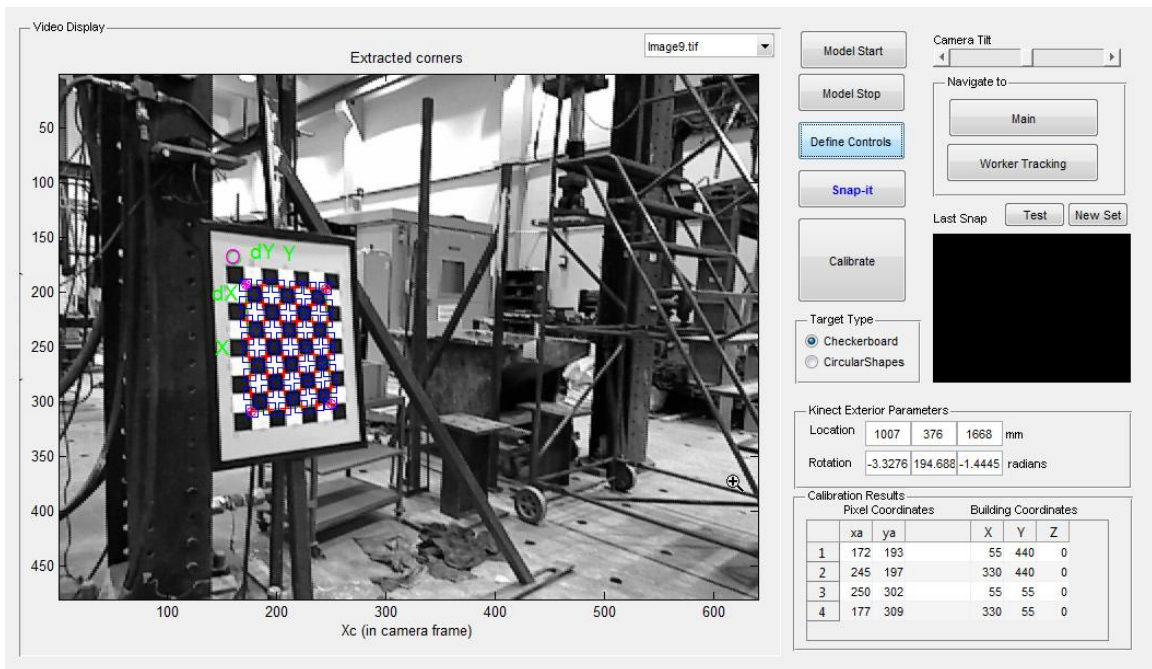 Video Display
Image9.tif
Extracted corners
50
100
150
200
250
300
350
400
450
100 200 300 400 500 600
Xc (in camera frame)
O dY Y
dX
X
Model Start
Model Stop
Define Controls
Snap-it
Calibrate
Target Type
Checkerboard
CircularShapes
Camera Tilt
Navigate to
Main
Worker Tracking
Last Snap Test New Set
Kinect Exterior Parameters
Location 1007 376 1668 mm
Rotation -3.3276 194.688 -1.4445 radians
Calibration Results
Pixel Coordinates Building Coordinates
xa ya X Y Z
1 172 193 55 440 0
2 245 197 330 440 0
3 250 302 55 55 0
4 177 309 330 55 0